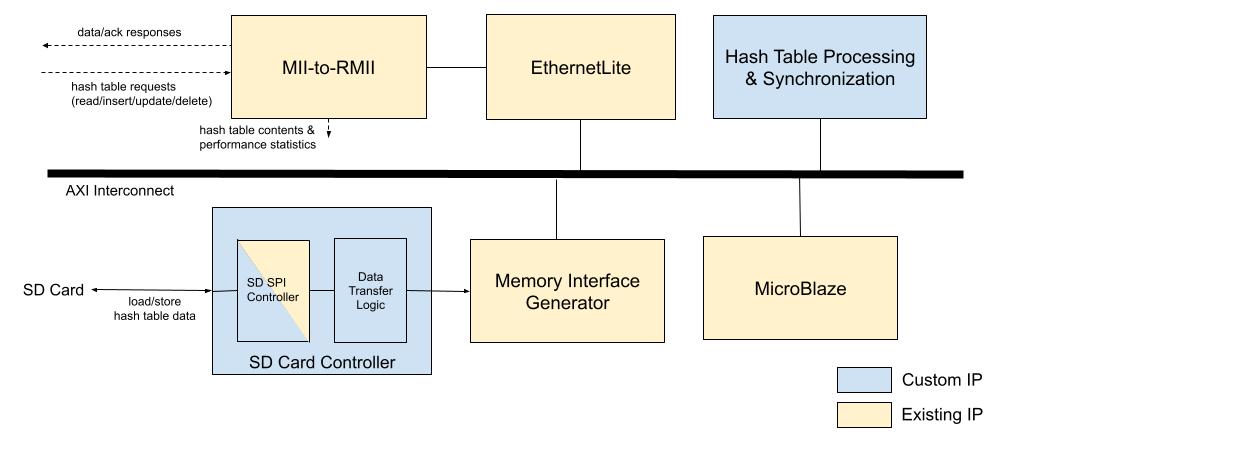 data/ack responses
hash table requests
(read/insert/update/delete)
MII-to-RMII
EthernetLite
Hash Table Processing
& Synchronization
hash table contents &
performance statistics
AXI Interconnect
SD Card
load/store
hash table data
SD SPI
Controller
Data
Transfer
Logic
SD Card Controller
Memory Interface
Generator
MicroBlaze
Custom IP
Existing IP